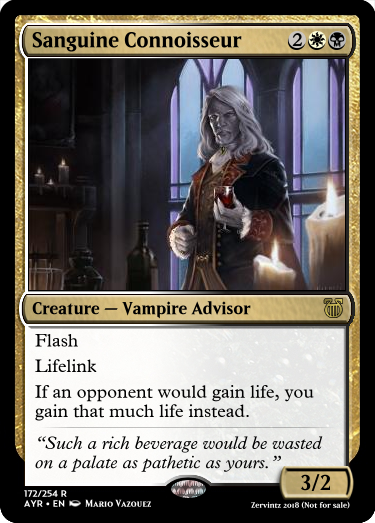 Sanguine Connoisseur 2
Creature — Vampire Advisor
Flash
Lifelink
If an opponent would gain life, you
gain that much life instead.
“Such a rich beverage would be wasted
on a palate as pathetic as yours.”
3/2
172/254 R
AYR • EN Mario Vazouez
Zervintz 2018 (Not for sale)